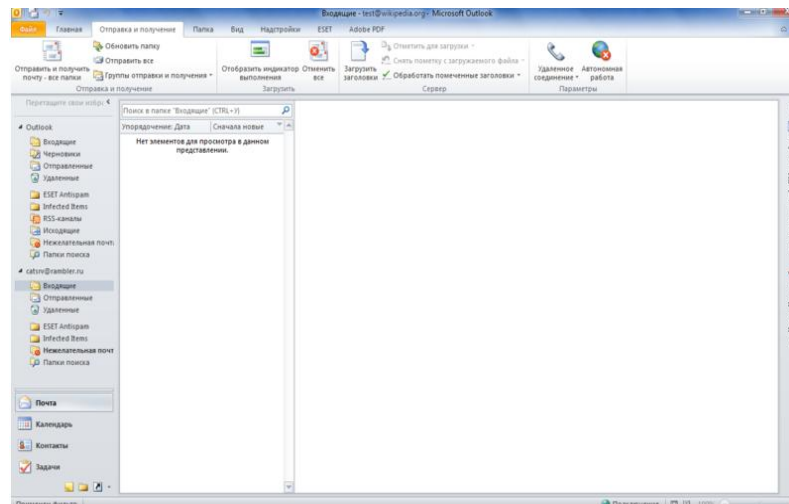 Входящие - test@wikipedia.org- Microsoft Outlook
Файл Главная Отправка и получение Папка Вид Надстройки ESET Adobe PDF
Отправить и получить почту - все папки
Обновить папку
Отправить все
Группы отправки и получения
Отправка и получение
Отобразить индикатор выполнения
Отменить все
Загрузить
Загрузить заголовки
Отметить для загрузки
Снять пометку с загружаемого файла
Обработать помеченные заголовки
Сервер
Удаленное соединение
Автономная работа
Параметры
Перетащите свои избр.
Outlook
Входящие
Черновики
Отправленные
Удаленные
ESET Antispam
Infected Items
RSS-каналы
Исходящие
Нежелательная почт
Папки поиска
catsrv@rambler.ru
Входящие
Отправленные
Удаленные
ESET Antispam
Infected Items
Нежелательная почт
Папки поиска
Почта
Календарь
Контакты
Задачи
Поиск в папке "Входящие" (CTRL+У)
Упорядочение: Дата Сначала новые
Нет элементов для просмотра в данном
представлении.